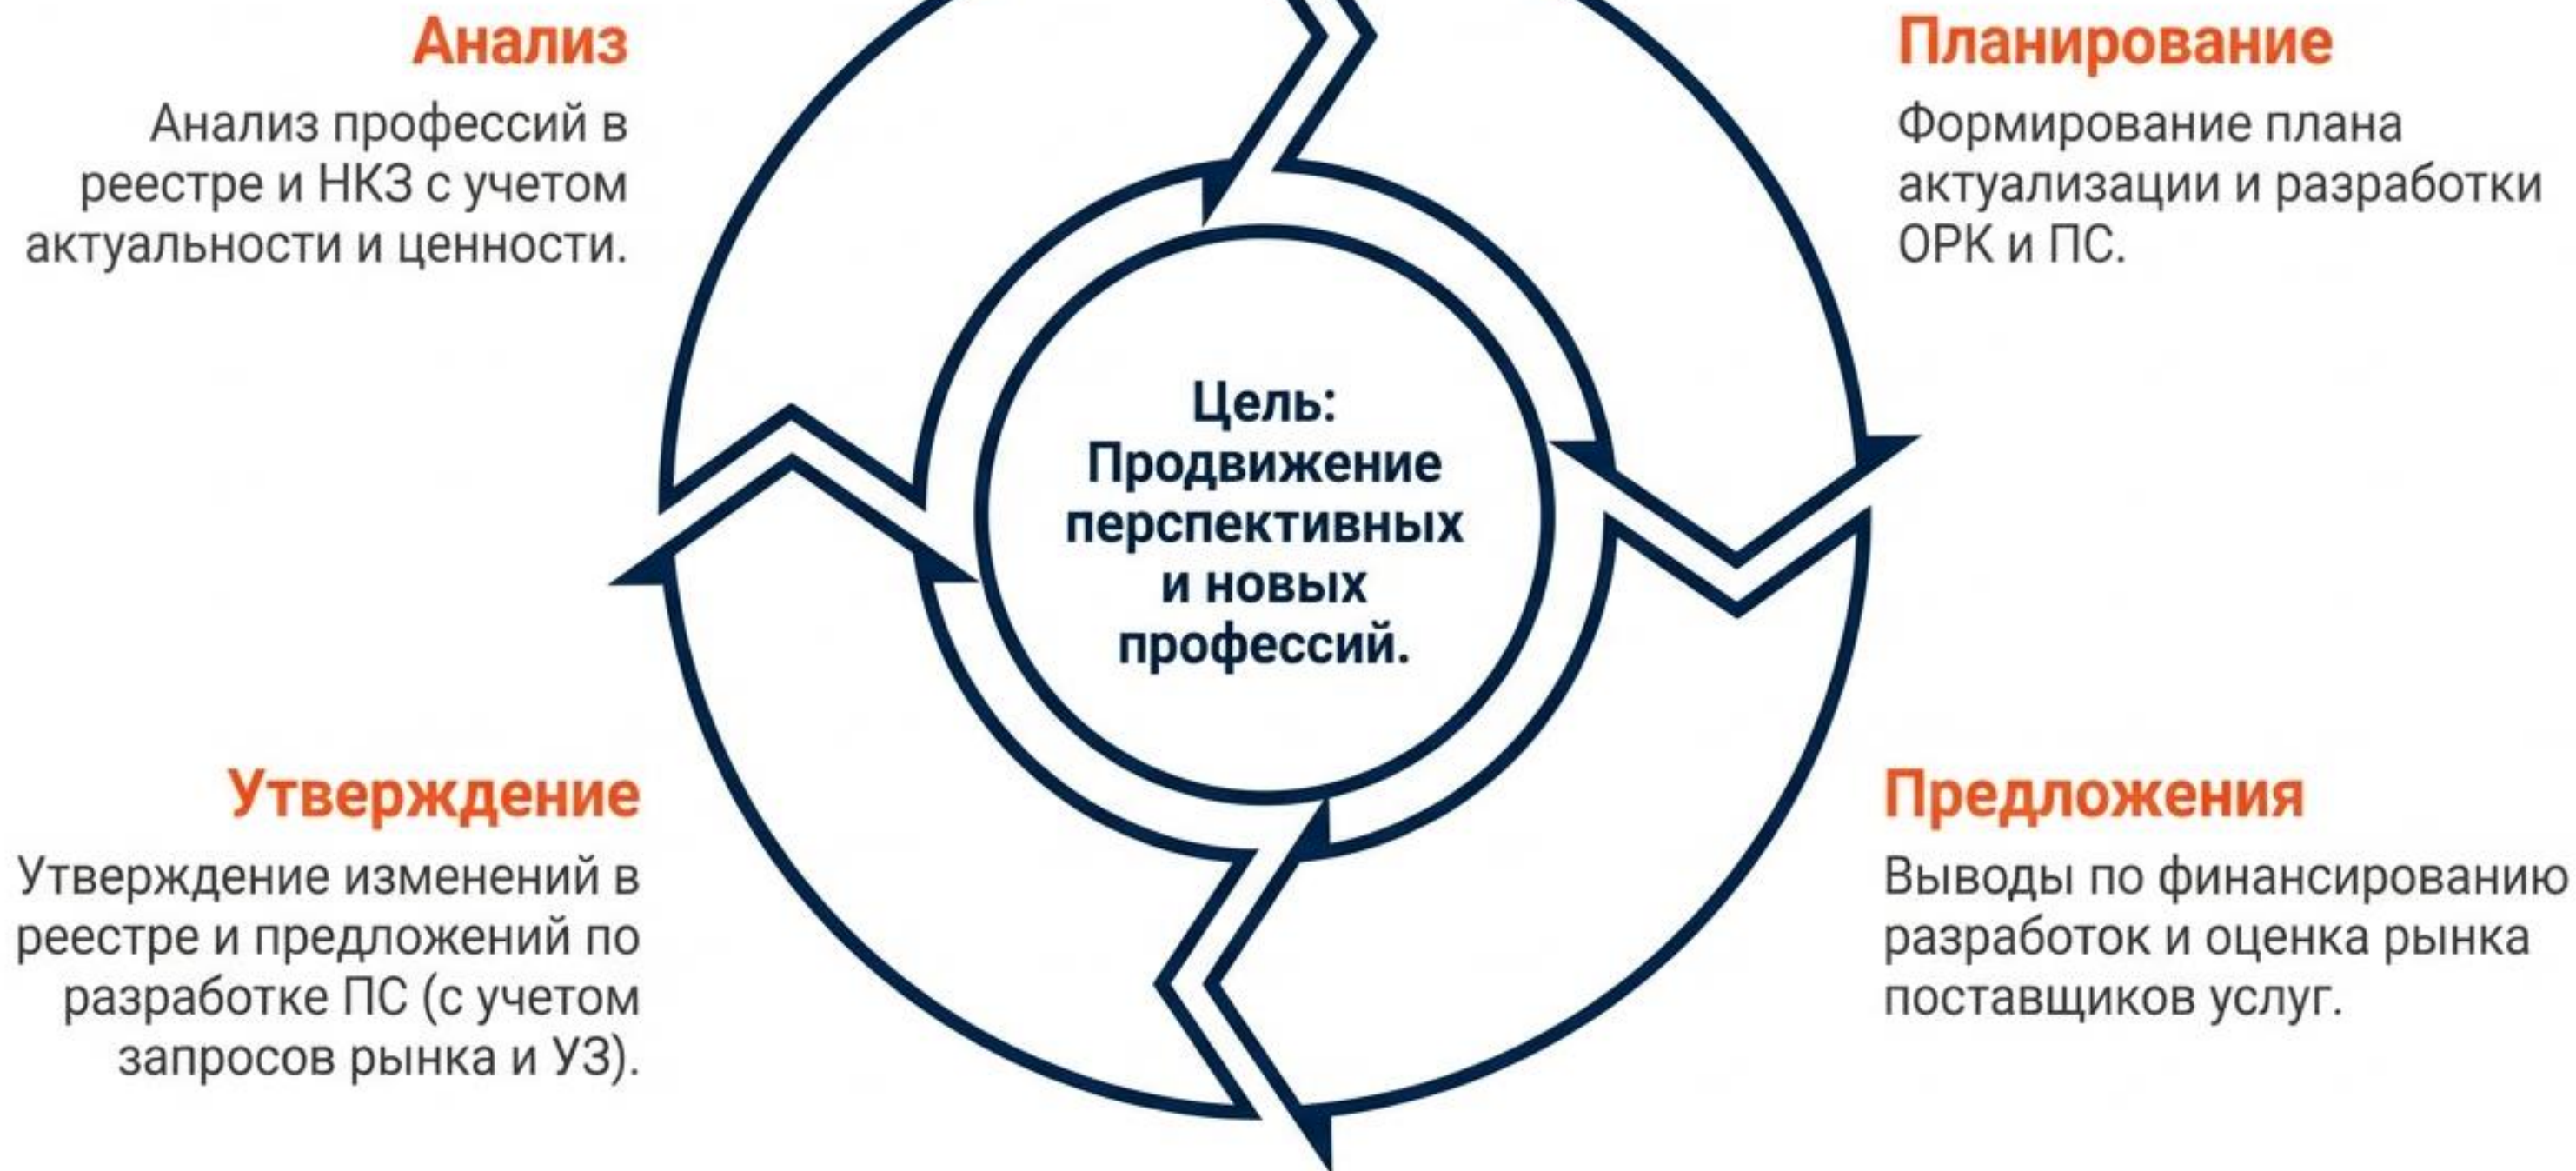 Анализ
Анализ профессий в
реестре и НКЗ с учетом
актуальности и ценности.
Планирование
Формирование плана
актуализации и разработки
ОРК и ПС.
Цель:
Продвижение
перспективных
и новых
профессий.
Утверждение
Утверждение изменений в
реестре и предложений по
разработке ПС (с учетом
запросов рынка и УЗ).
Предложения
Выводы по финансированию
разработок и оценка рынка
поставщиков услуг.